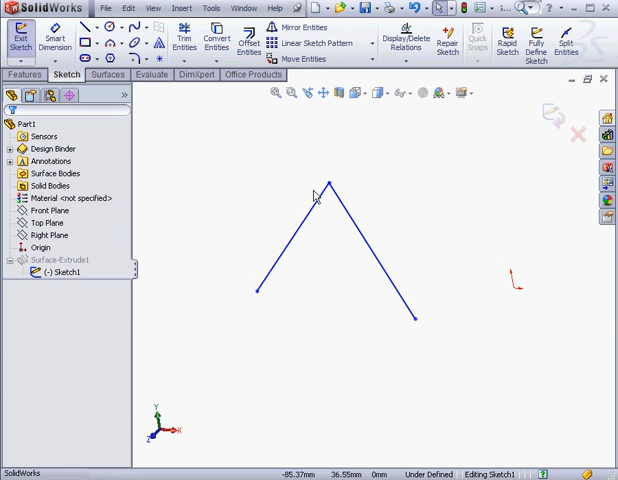 SolidWorks
File Edit View Insert Tools Window Help
s...
?
Exit Sketch
Smart Dimension
Trim Entities
Convert Entities
Offset Entities
Mirror Entities
Linear Sketch Pattern
Move Entities
Display/Delete Relations
Repair Sketch
Quick Snaps
Rapid Sketch
Fully Define Sketch
Split Entities
Features Sketch Surfaces Evaluate DimXpert Office Products
Part1
Sensors
Design Binder
Annotations
Surface Bodies
Solid Bodies
Material <not specified>
Front Plane
Top Plane
Right Plane
Origin
Surface-Extrude1
(-) Sketch1
Y
X
Z
SolidWorks -85.37mm 36.55mm 0mm Under Defined Editing Sketch1 ?